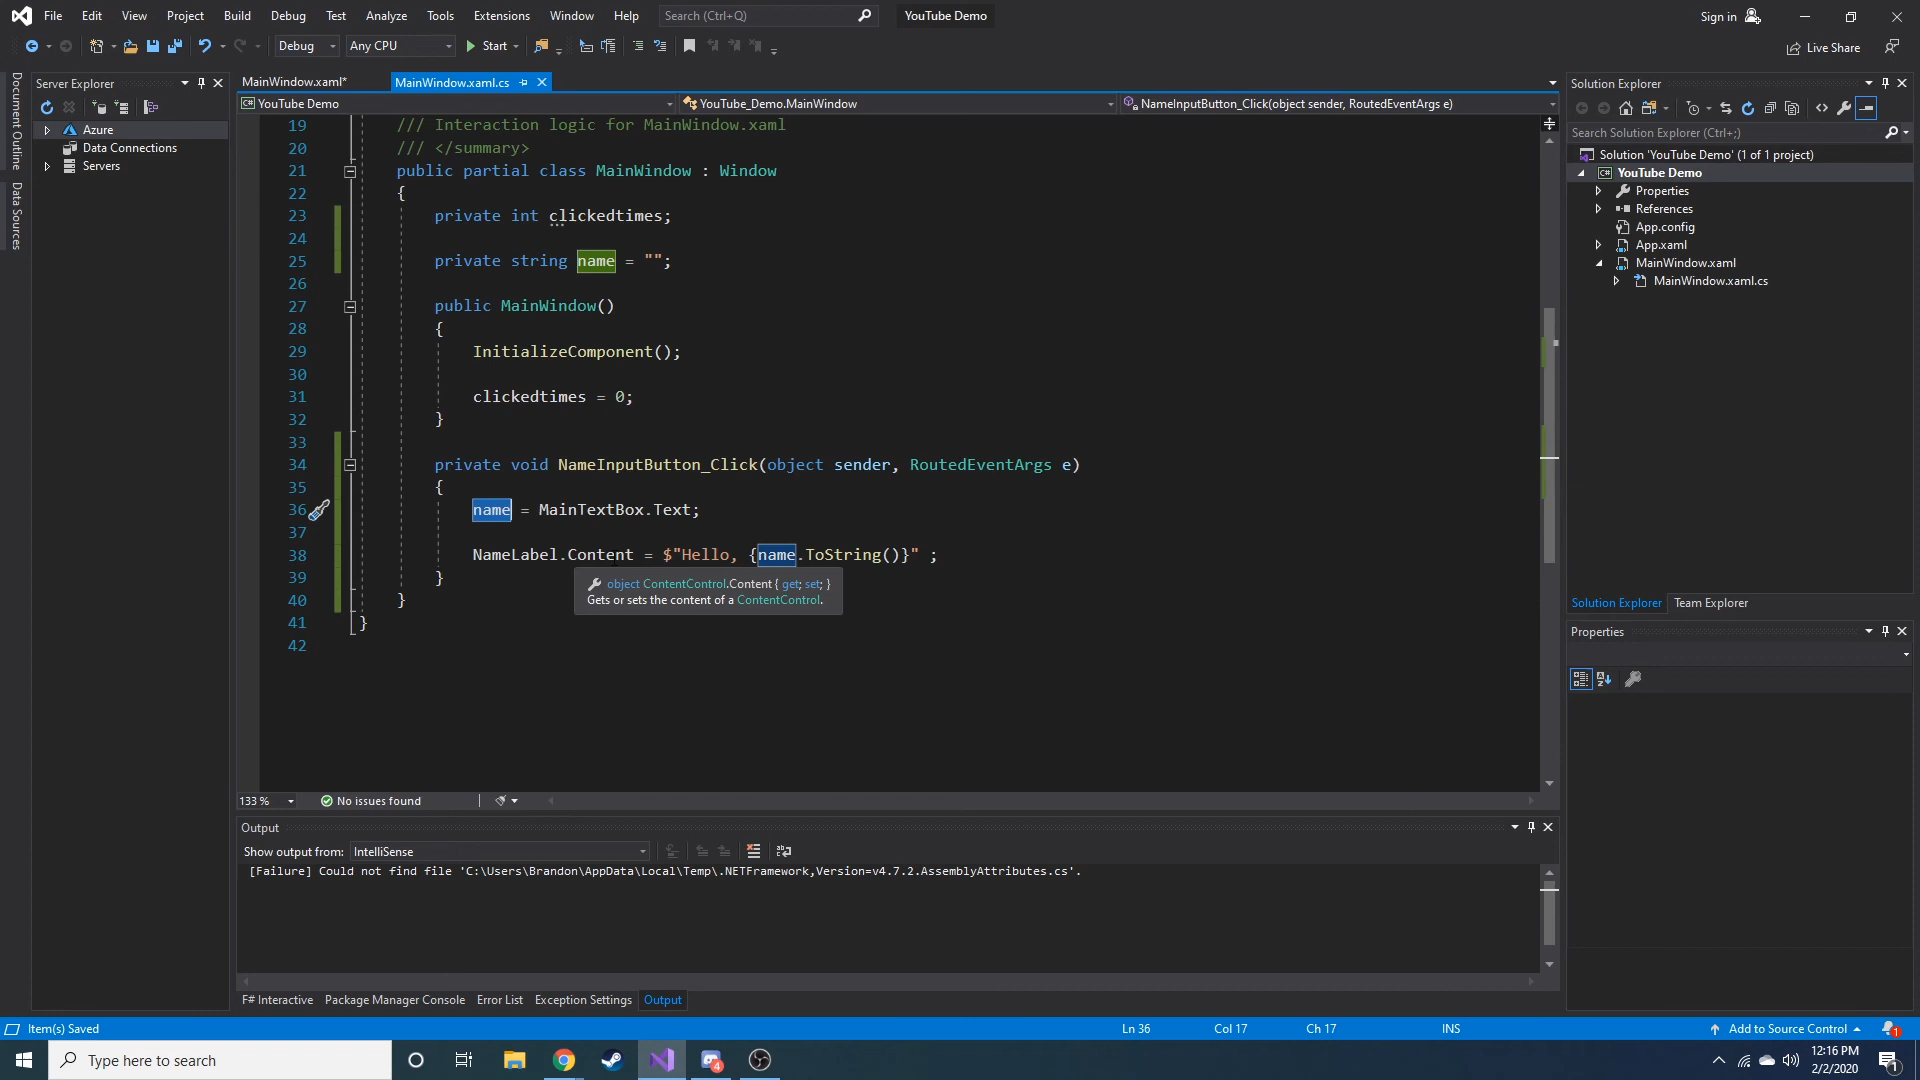 File Edit View Project Build Debug Test Analyze Tools Extensions Window Help Search (Ctrl+Q) YouTube Demo Sign in
Debug Any CPU Start Live Share
Document Outline
Data Sources
Server Explorer
Azure
Data Connections
Servers
MainWindow.xaml* MainWindow.xaml.cs
YouTube Demo YouTube_Demo.MainWindow NameInputButton_Click(object sender, RoutedEventArgs e)
19 /// Interaction logic for MainWindow.xaml
20 /// </summary>
21 public partial class MainWindow : Window
22 {
23 private int clickedtimes;
24
25 private string name = "";
26
27 public MainWindow()
28 {
29 InitializeComponent();
30
31 clickedtimes = 0;
32 }
33
34 private void NameInputButton_Click(object sender, RoutedEventArgs e)
35 {
36 name = MainTextBox.Text;
37
38 NameLabel.Content = $"Hello, {name.ToString()}" ;
39 }
40 }
41 }
42
object ContentControl.Content { get; set; }
Gets or sets the content of a ContentControl.
133 % No issues found
Output
Show output from: IntelliSense
[Failure] Could not find file 'C:\Users\Brandon\AppData\Local\Temp\.NETFramework,Version=v4.7.2.AssemblyAttributes.cs'.
F# Interactive Package Manager Console Error List Exception Settings Output
Solution Explorer
Search Solution Explorer (Ctrl+;)
Solution 'YouTube Demo' (1 of 1 project)
YouTube Demo
Properties
References
App.config
App.xaml
MainWindow.xaml
MainWindow.xaml.cs
Solution Explorer Team Explorer
Properties
Item(s) Saved Ln 36 Col 17 Ch 17 INS Add to Source Control 1
Type here to search 4 12:16 PM
2/2/2020 1